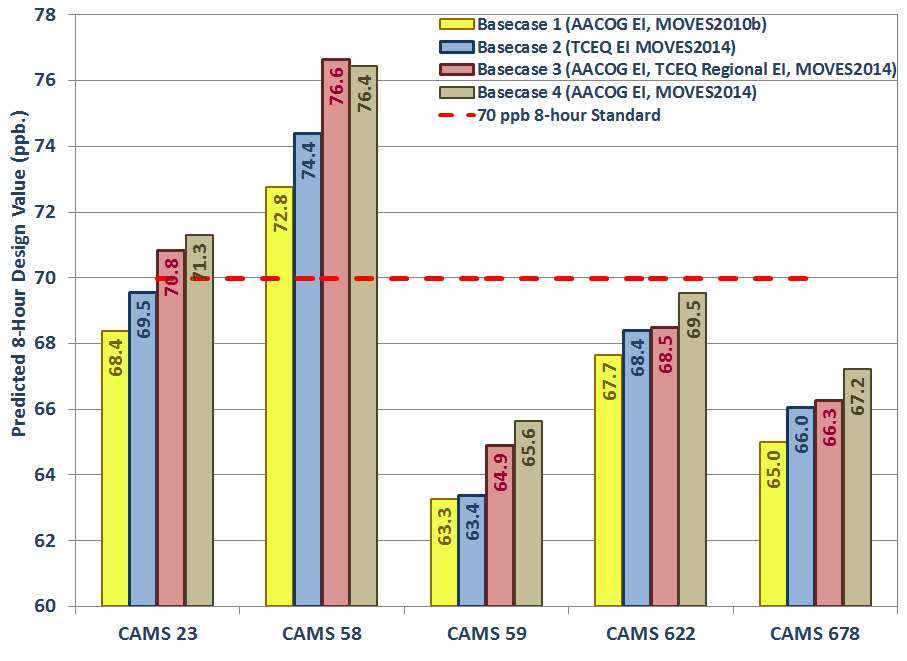 78
76
74
72
70
68
66
64
62
60
Predicted 8-Hour Design Value (ppb.)
Basecase 1 (AACOG EI, MOVES2010b)
Basecase 2 (TCEQ EI MOVES2014)
Basecase 3 (AACOG EI, TCEQ Regional EI, MOVES2014)
Basecase 4 (AACOG EI, MOVES2014)
70 ppb 8-hour Standard
68.4
69.5
70.8
71.3
72.8
74.4
76.6
76.4
63.3
63.4
64.9
65.6
67.7
68.4
68.5
69.5
65.0
66.0
66.3
67.2
CAMS 23
CAMS 58
CAMS 59
CAMS 622
CAMS 678